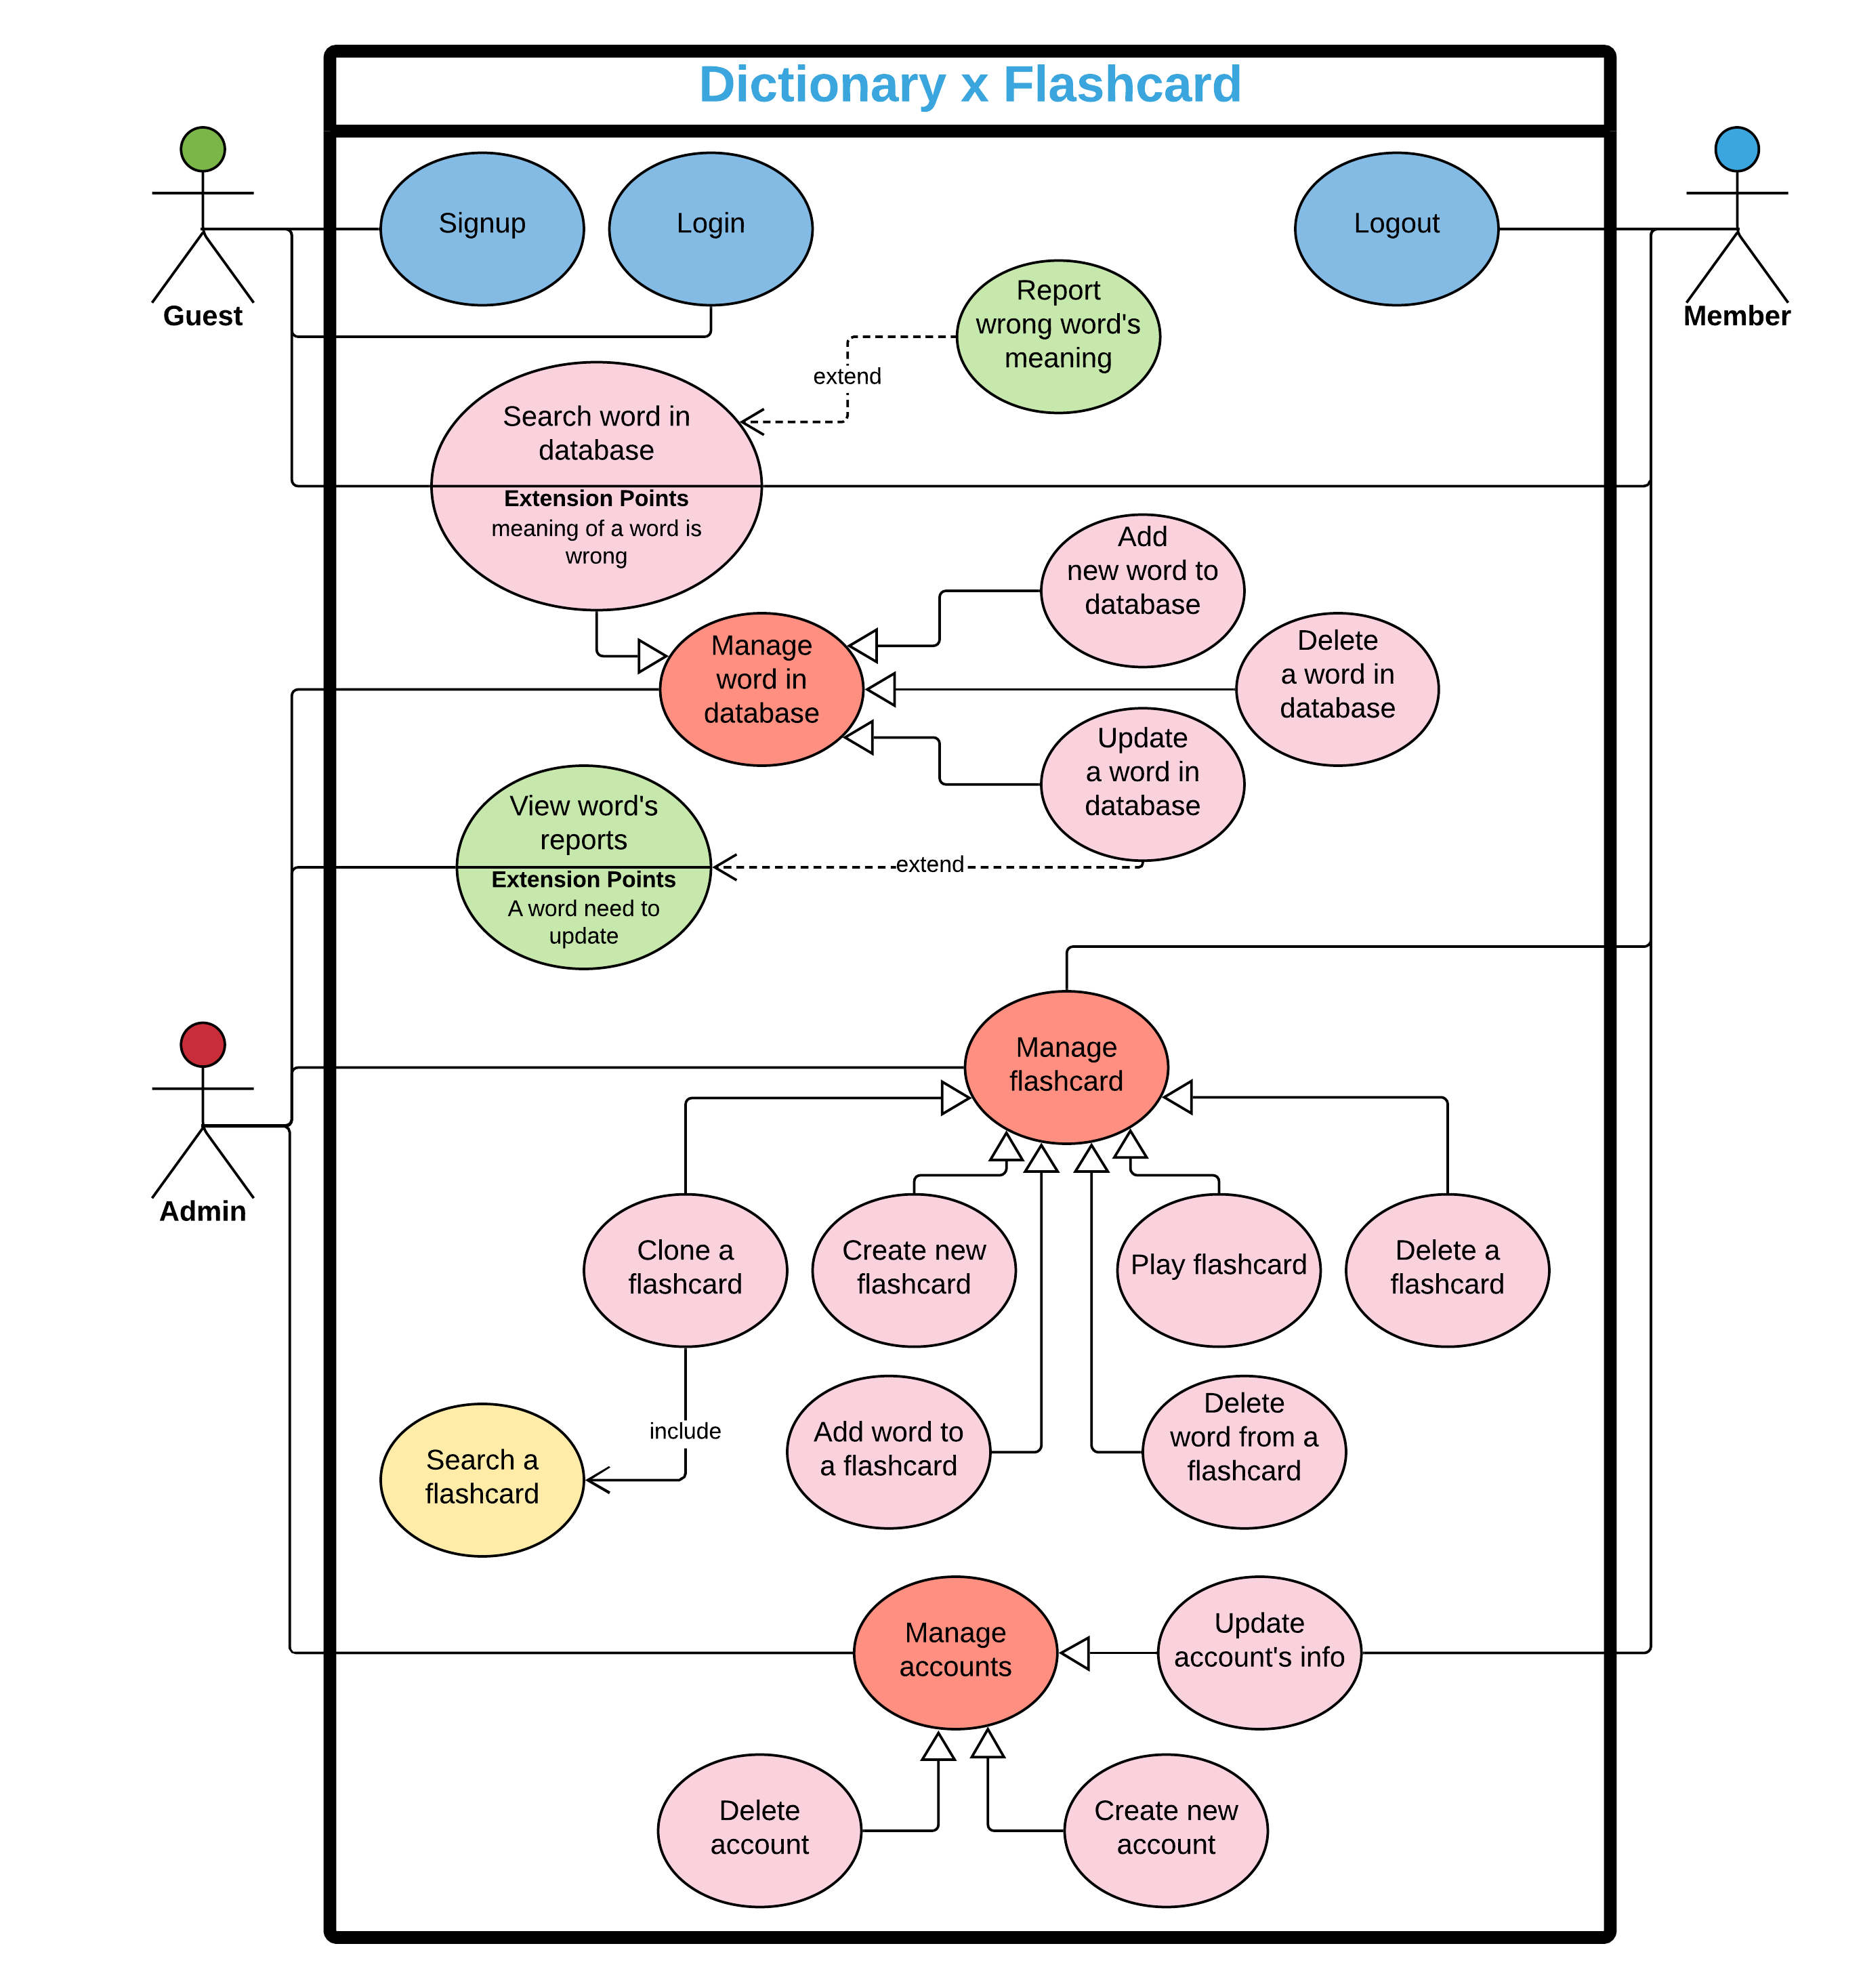 Dictionary x Flashcard
Signup
Login
Logout
Guest
Member
Report
wrong word's
meaning
extend
Search word in
database
Extension Points
meaning of a word is
wrong
Add
new word to
database
Manage
word in
database
Delete
a word in
database
Update
a word in
database
View word's
reports
Extension Points
A word need to
update
extend
Manage
flashcard
Admin
Clone a
flashcard
Create new
flashcard
Play flashcard
Delete a
flashcard
include
Search a
flashcard
Add word to
a flashcard
Delete
word from a
flashcard
Manage
accounts
Update
account's info
Delete
account
Create new
account